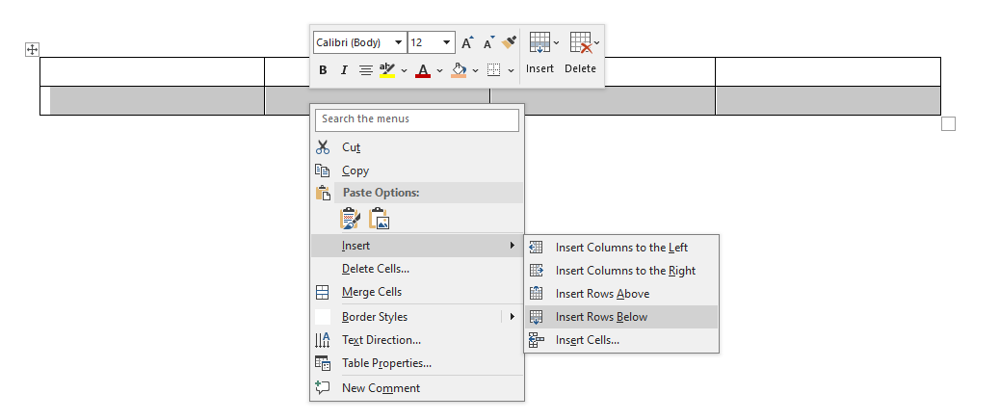 Calibri (Body) 12 A A
B I ab A Insert Delete
Search the menus
Cut
Copy
Paste Options:
Insert
Insert Columns to the Left
Delete Cells...
Insert Columns to the Right
Merge Cells
Insert Rows Above
Border Styles
Insert Rows Below
Text Direction...
Insert Cells...
Table Properties...
New Comment